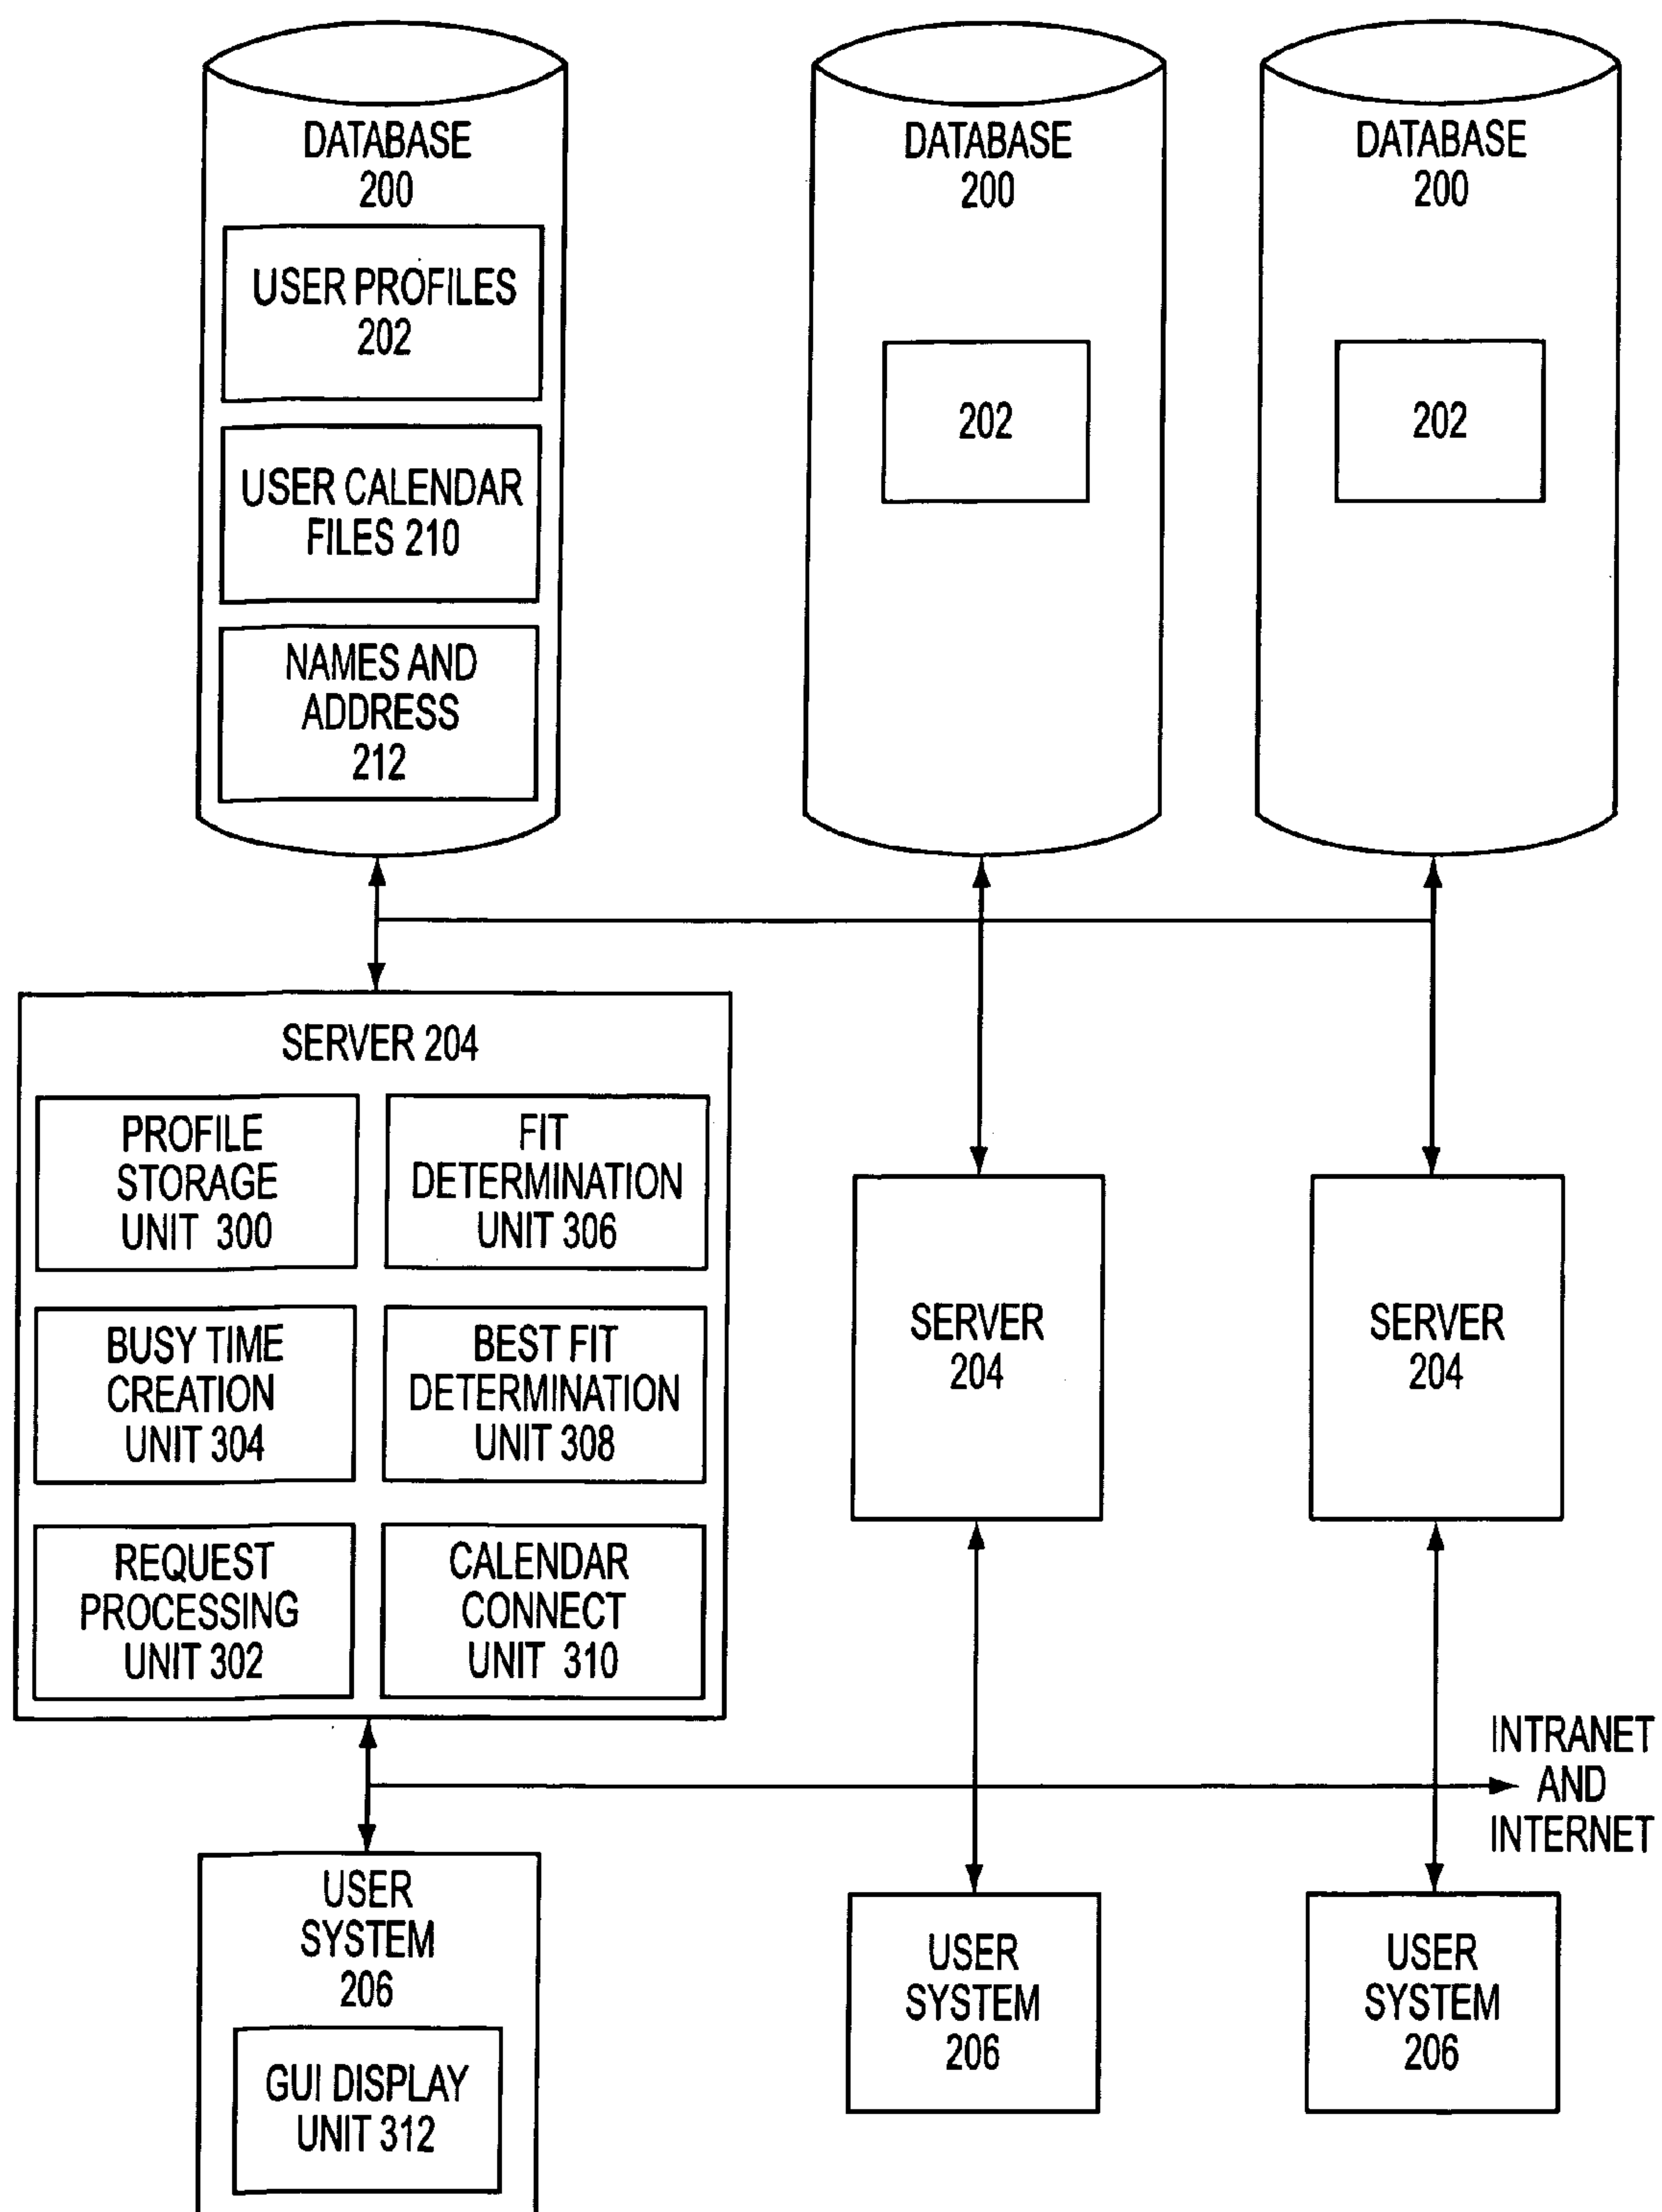 DATABASE
200
USER PROFILES
202
USER CALENDAR
FILES 210
NAMES AND
ADDRESS
212
DATABASE
200
202
DATABASE
200
202
SERVER 204
PROFILE
STORAGE
UNIT 300
FIT
DETERMINATION
UNIT 306
BUSY TIME
CREATION
UNIT 304
BEST FIT
DETERMINATION
UNIT 308
REQUEST
PROCESSING
UNIT 302
CALENDAR
CONNECT
UNIT 310
SERVER
204
SERVER
204
INTRANET
AND
INTERNET
USER
SYSTEM
206
GUI DISPLAY
UNIT 312
USER
SYSTEM
206
USER
SYSTEM
206